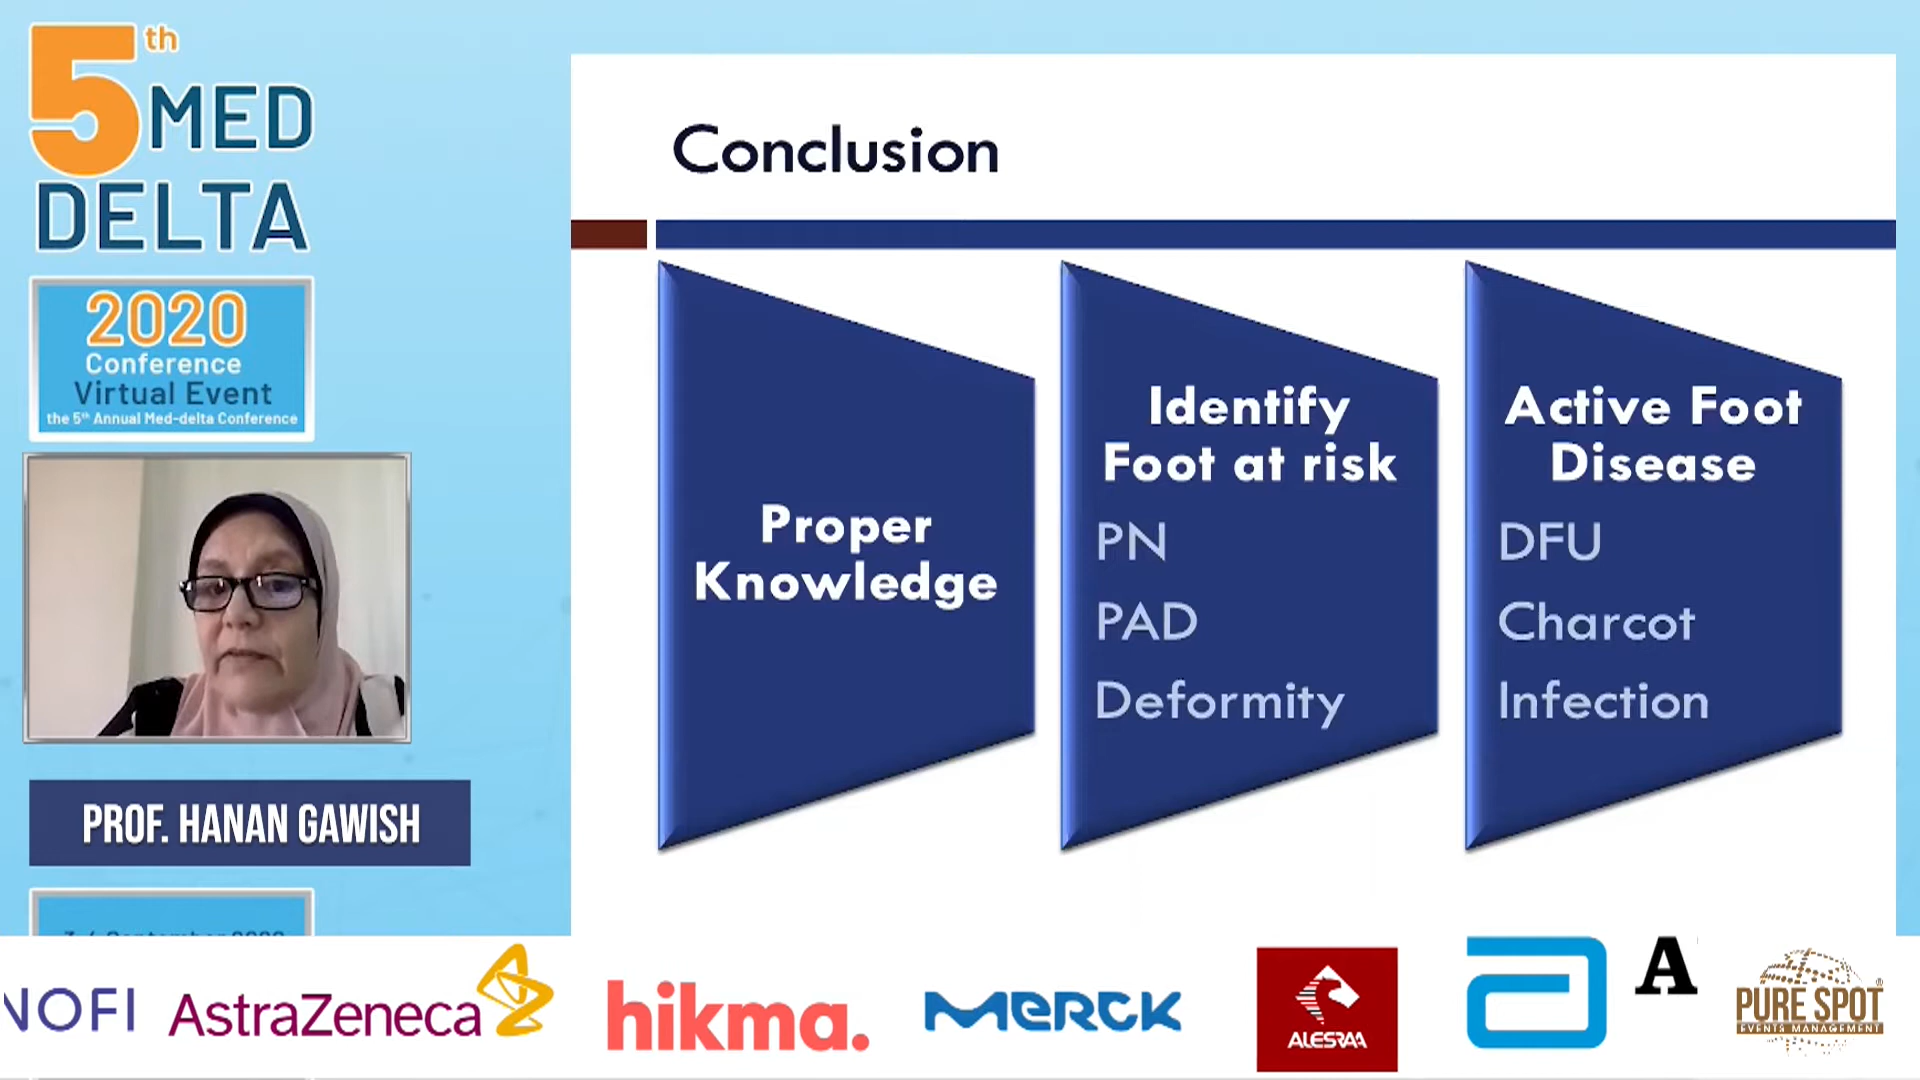 5th MED
DELTA
2020
Conference
Virtual Event
the 5th Annual Med-delta Conference
PROF. HANAN GAWISH
Conclusion
Proper
Knowledge
Identify
Foot at risk
PN
PAD
Deformity
Active Foot
Disease
DFU
Charcot
Infection
NOFI
AstraZeneca
hikma.
MERCK
ALESRAA
A
PURE SPOT
EVENTS MANAGEMENT